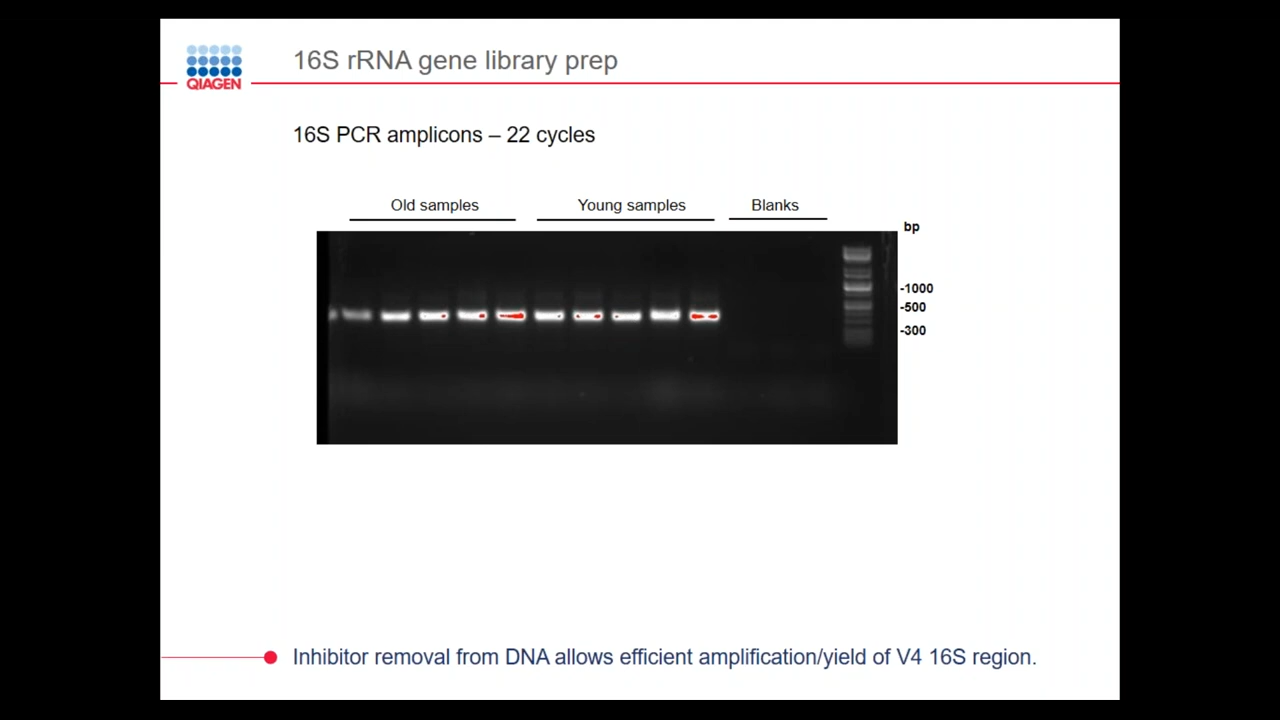 16S rRNA gene library prep
QIAGEN
16S PCR amplicons – 22 cycles
Old samples
Young samples
Blanks
bp
-1000
-500
-300
Inhibitor removal from DNA allows efficient amplification/yield of V4 16S region.